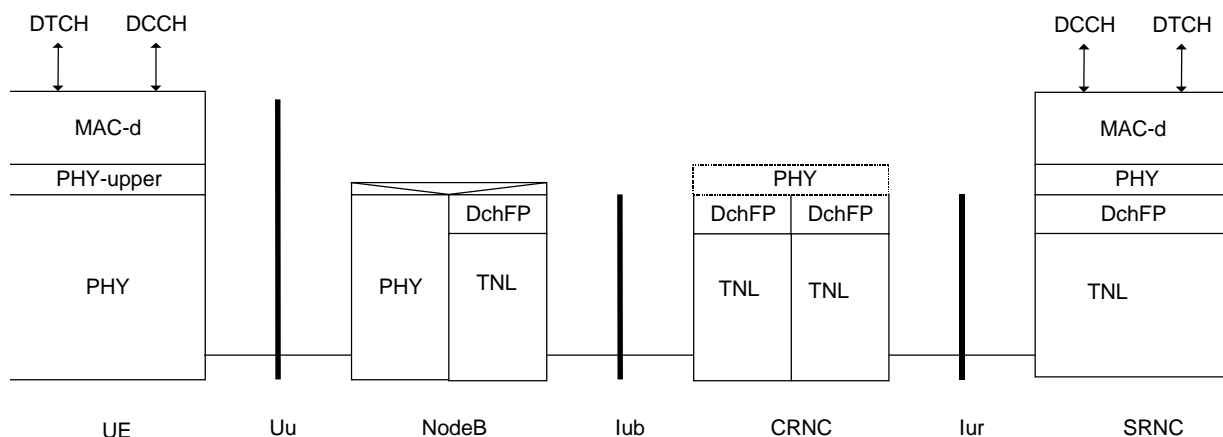 DTCH DCCH DCCH DTCH
MAC-d MAC-d
PHY-upper PHY PHY
DchFP DchFP DchFP DchFP
PHY PHY TNL TNL TNL TNL
UE Uu NodeB Iub CRNC Iur SRNC